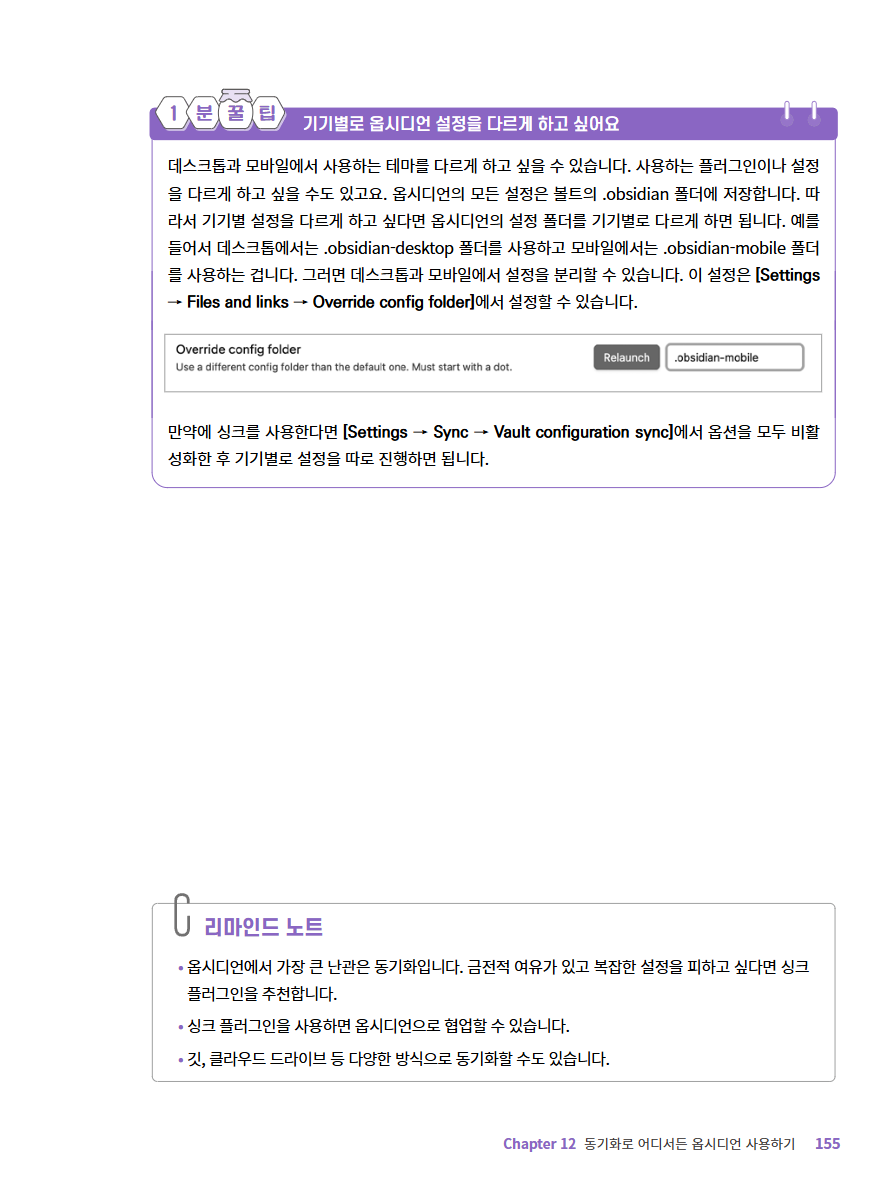 1분꿀팁 기기별로 옵시디언 설정을 다르게 하고 싶어요
데스크톱과 모바일에서 사용하는 테마를 다르게 하고 싶을 수 있습니다. 사용하는 플러그인이나 설정
을 다르게 하고 싶을 수도 있고요. 옵시디언의 모든 설정은 볼트의 .obsidian 폴더에 저장합니다. 따
라서 기기별 설정을 다르게 하고 싶다면 옵시디언의 설정 폴더를 기기별로 다르게 하면 됩니다. 예를
들어서 데스크톱에서는 .obsidian-desktop 폴더를 사용하고 모바일에서는 .obsidian-mobile 폴더
를 사용하는 겁니다. 그러면 데스크톱과 모바일에서 설정을 분리할 수 있습니다. 이 설정은 [Settings
→ Files and links → Override config folder]에서 설정할 수 있습니다.
Override config folder
Use a different config folder than the default one. Must start with a dot.
Relaunch .obsidian-mobile
만약에 싱크를 사용한다면 [Settings → Sync → Vault configuration sync]에서 옵션을 모두 비활
성화한 후 기기별로 설정을 따로 진행하면 됩니다.
리마인드 노트
• 옵시디언에서 가장 큰 난관은 동기화입니다. 금전적 여유가 있고 복잡한 설정을 피하고 싶다면 싱크
플러그인을 추천합니다.
• 싱크 플러그인을 사용하면 옵시디언으로 협업할 수 있습니다.
• 깃, 클라우드 드라이브 등 다양한 방식으로 동기화할 수도 있습니다.
Chapter 12 동기화로 어디서든 옵시디언 사용하기 155